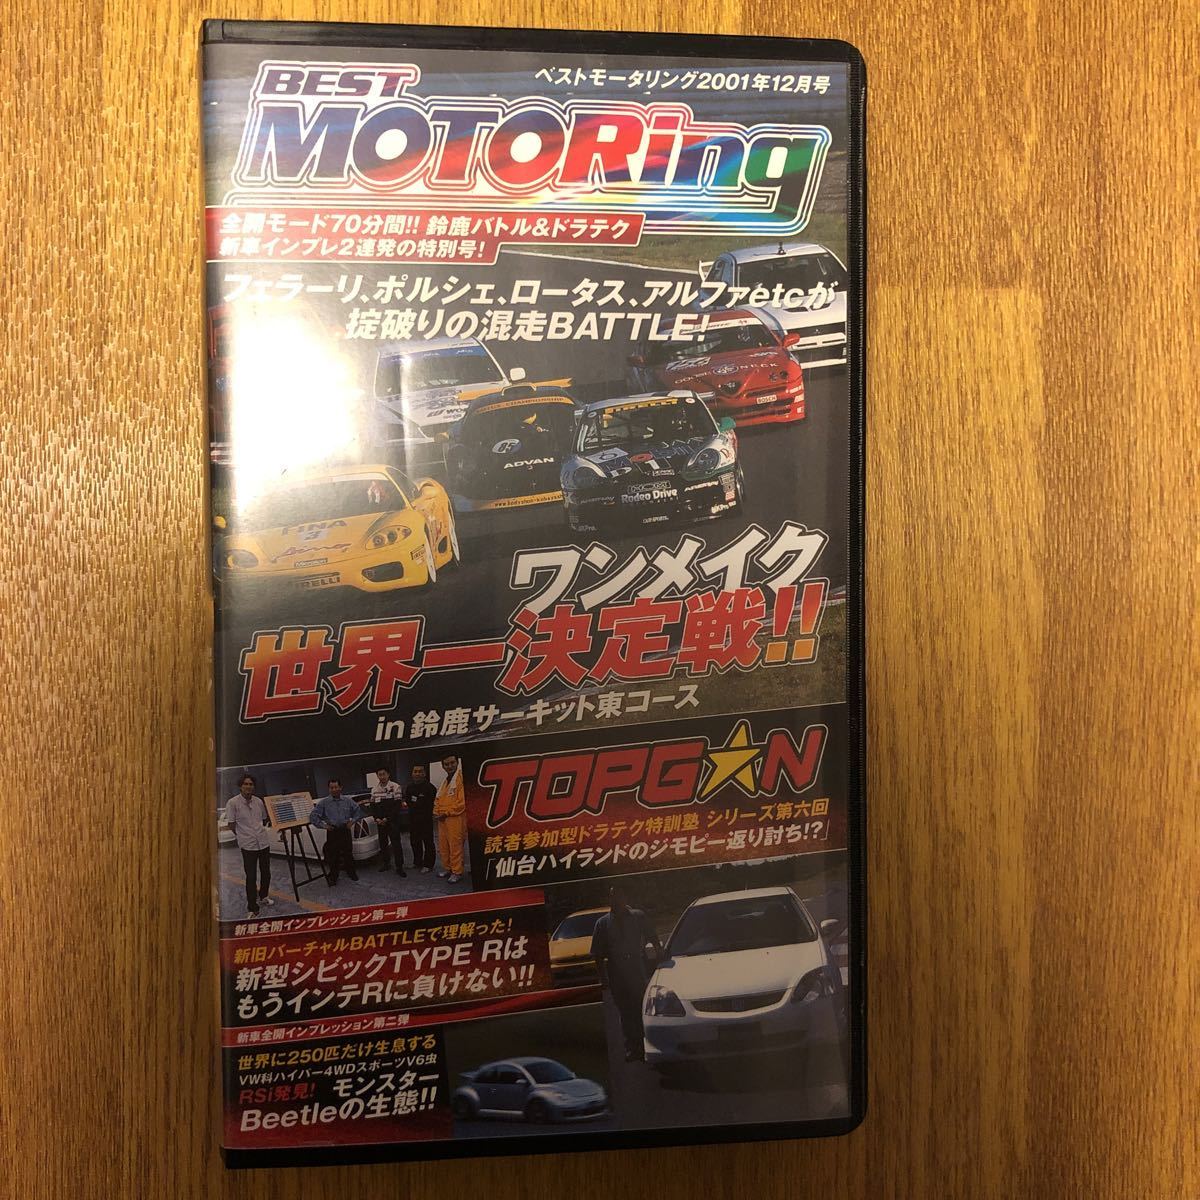 ベストモータリング2001年12月号
BEST
MOTORing
全開モード70分間!! 鈴鹿バトル&ドラテク
新車インプレ2連発の特別号!
フェラーリ、ポルシェ、ロータス、アルファetcが
掟破りの混走BATTLE!
NECK
BOSCH
PIRELLI
ADVAN
Mobil
D1
Rodeo Drive
3
PIRELLI
ワンメイク
世界一決定戦!!
in 鈴鹿サーキット東コース
TOPG★N
読者参加型ドラテク特訓塾 シリーズ第六回
「仙台ハイランドのジモピー返り討ち!?」
新車全開インプレッション第一弾
新旧バーチャルBATTLEで理解った!
新型シビックTYPE Rは
もうインテRに負けない!!
新車全開インプレッション第二弾
世界に250匹だけ生息する
VW科ハイパー4WDスポーツV6虫
RSi発見! モンスター
Beetleの生態!!